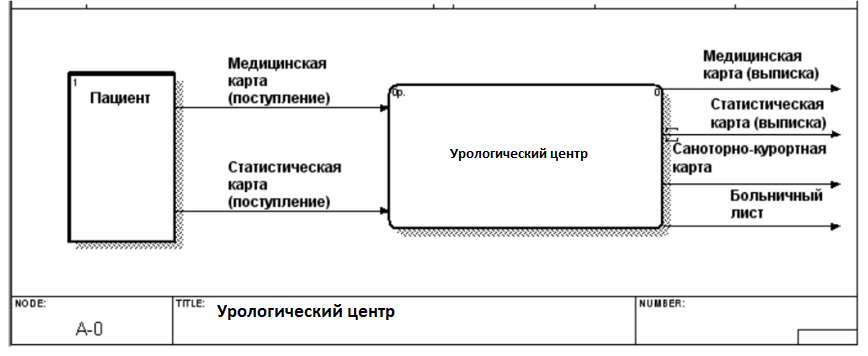 1
Пациент
Медицинская
карта
(поступление)
Статистическая
карта
(поступление)
0р.
0
Урологический центр
Медицинская
карта (выписка)
Статистическая
карта (выписка)
Саноторно-курортная
карта
Больничный
лист
NODE:
A-0
TITLE:
Урологический центр
NUMBER: